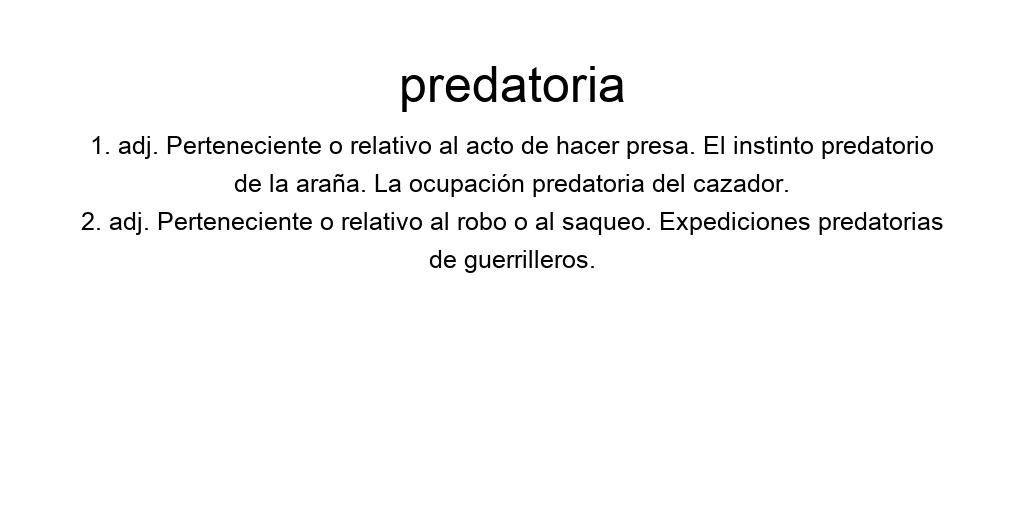 predatoria
1. adj. Perteneciente o relativo al acto de hacer presa. El instinto predatorio
de la araña. La ocupación predatoria del cazador.
2. adj. Perteneciente o relativo al robo o al saqueo. Expediciones predatorias
de guerrilleros.